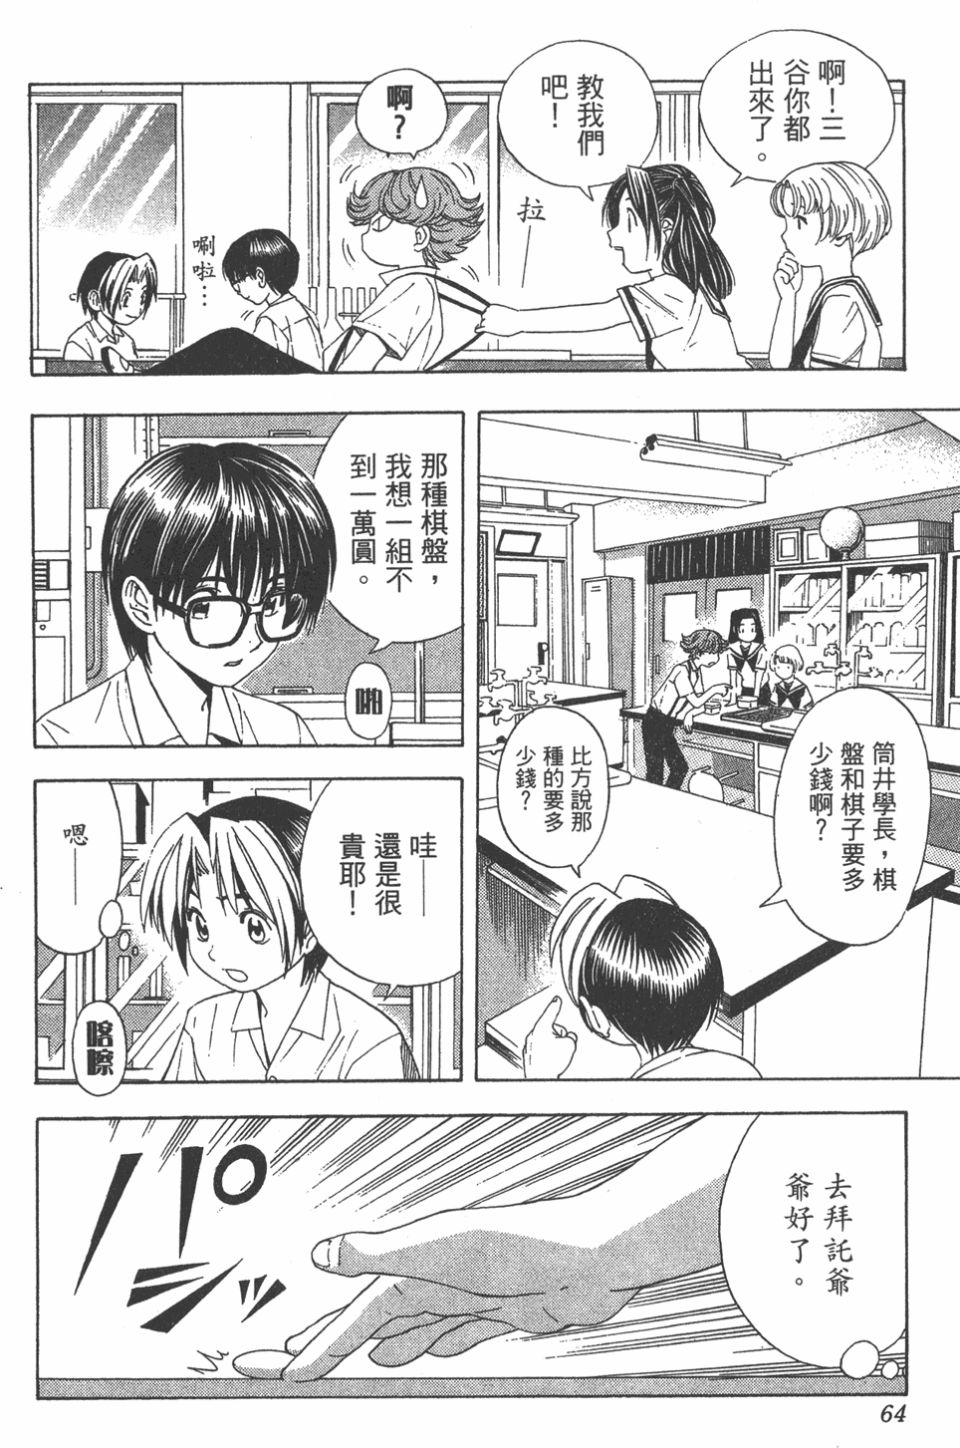 啊！三
谷你都
出來了。
教我們
吧！
拉
啊？
唰
啦…
筒井學長，棋
盤和棋子要多
少錢啊？
比方說那
種的要多
少錢？
那種棋盤，
我想一組不
到一萬圓。
啪
哇——
還是很
貴耶！
嗯——
喀嚓
去拜託爺
爺好了。
パシッ
64